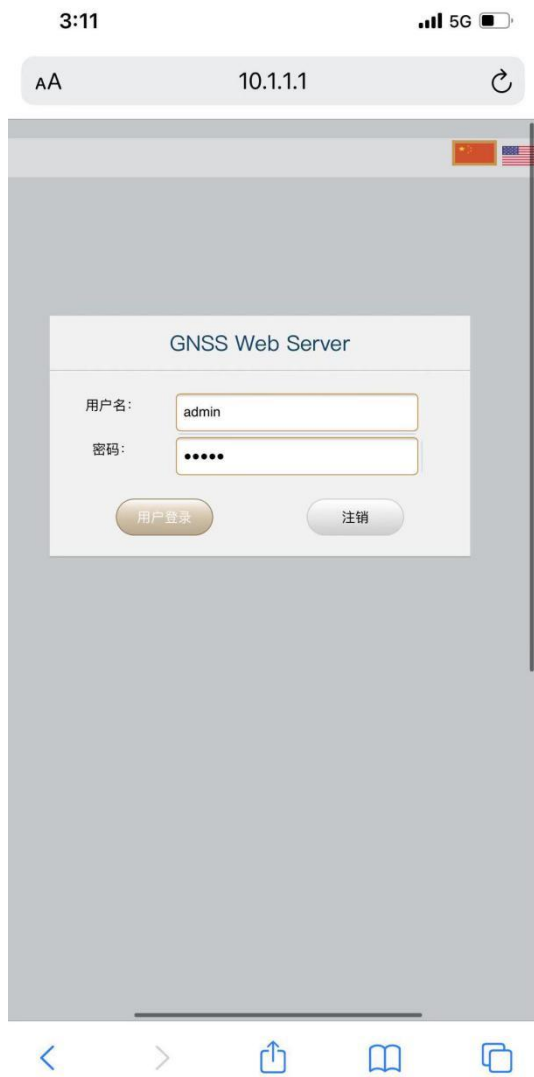 3:11
5G
AA
10.1.1.1
GNSS Web Server
用户名:
admin
密码:
•••••
用户登录
注销